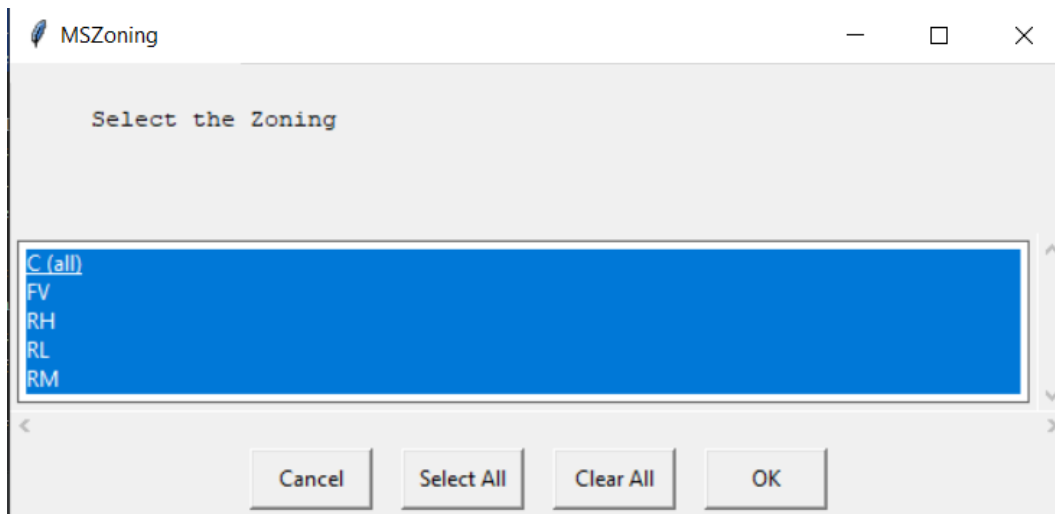 MSZoning
Select the Zoning
C (all)
FV
RH
RL
RM
Cancel Select All Clear All OK